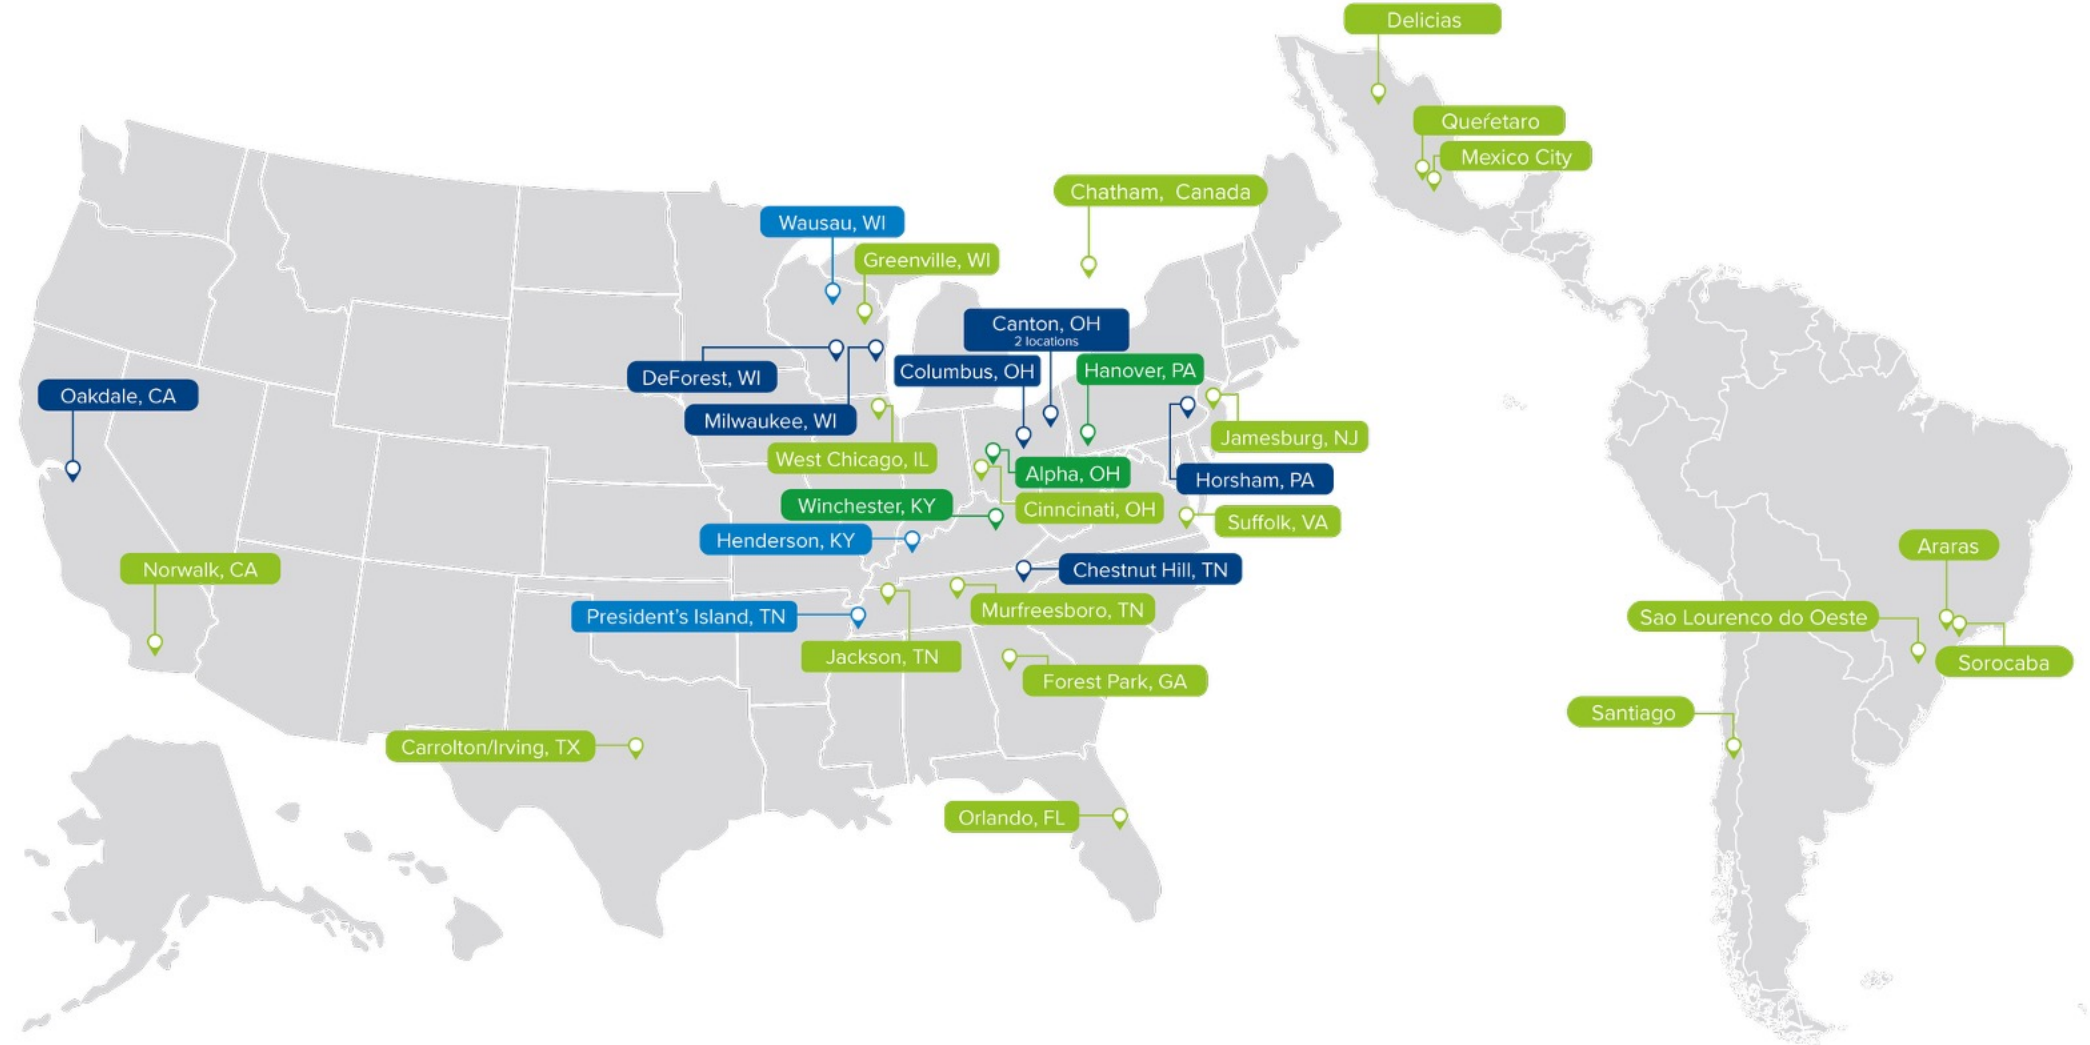 Delicias
Queŕetaro
Mexico City
Chatham, Canada
Wausau, WI
Greenville, WI
Canton, OH
2 locations
Columbus, OH
Hanover, PA
DeForest, WI
Oakdale, CA
Milwaukee, WI
Jamesburg, NJ
West Chicago, IL
Alpha, OH
Horsham, PA
Winchester, KY
Cinncinati, OH
Suffolk, VA
Henderson, KY
Araras
Norwalk, CA
Chestnut Hill, TN
Murfreesboro, TN
President’s Island, TN
Sao Lourenco do Oeste
Jackson, TN
Sorocaba
Forest Park, GA
Santiago
Carrolton/Irving, TX
Orlando, FL